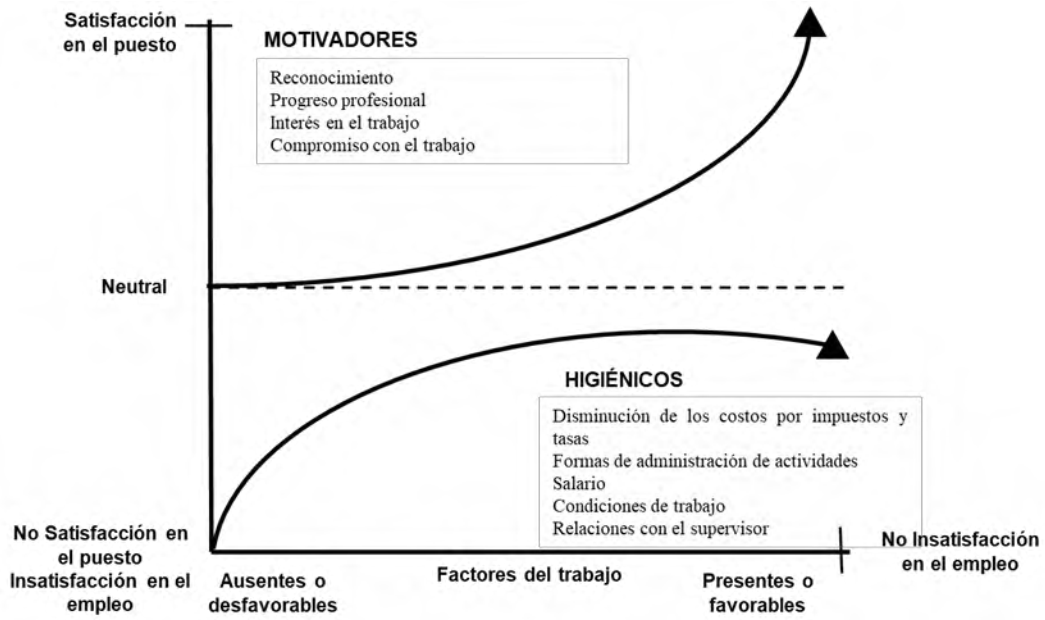 Satisfacción
en el puesto
MOTIVADORES
Reconocimiento
Progreso profesional
Interés en el trabajo
Compromiso con el trabajo
Neutral
HIGIÉNICOS
Disminución de los costos por impuestos y
tasas
Formas de administración de actividades
Salario
Condiciones de trabajo
Relaciones con el supervisor
No Satisfacción en
el puesto
Insatisfacción en el
empleo
Ausentes o
desfavorables
Factores del trabajo
Presentes o
favorables
No Insatisfacción
en el empleo